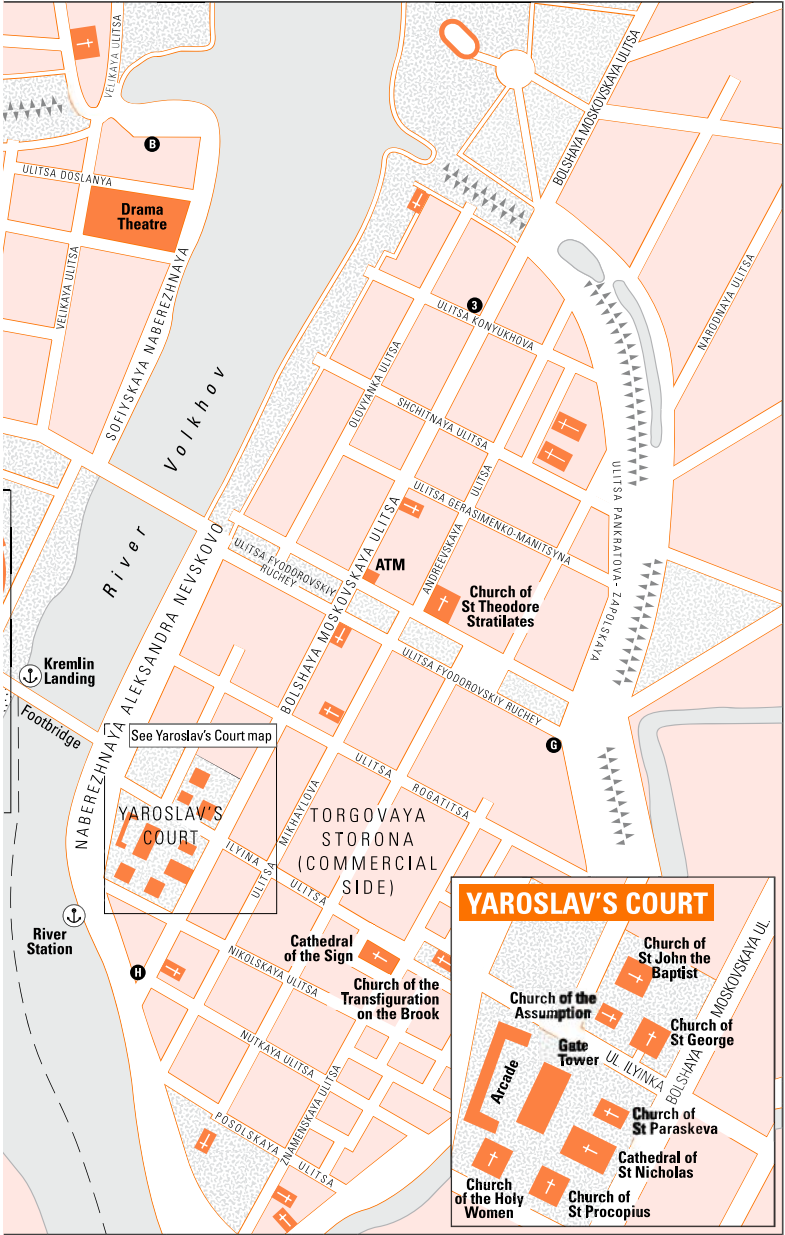 VELIKAYA ULITSA
B
ULITSA DOSLANYA
Drama
Theatre
VELIKAYA ULITSA
SOFIYSKAYA NABEREZHNAYA
BOLSHAYA MOSKOVSKAYA ULITSA
NARODNAYA ULITSA
3
ULITSA KONYUKHOVA
OLOVYANKA ULITSA
SHCHITNAYA ULITSA
ULITSA GERASIMENKO-MANITSYNA
ULITSA PANKRATOVA- ZAPOLSKAYA
River Volkhov
BOLSHAYA MOSKOVSKAYA ULITSA
ANDREEVSKAYA ULITSA
ULITSA FYODOROVSKIY
RUCHEY
ATM
Church of
St Theodore
Stratilates
ULITSA FYODOROVSKIY RUCHEY
NABEREZHNAYA ALEKSANDRA NEVSKOVO
Kremlin
Landing
Footbridge
See Yaroslav's Court map
G
ULITSA ROGATITSA
YAROSLAV'S
COURT
ULITSA MIKHAYLOVA
TORGOVAYA
STORONA
(COMMERCIAL
SIDE)
ILYINA ULITSA
River
Station
H
Cathedral
of the Sign
Church of the
Transfiguration
on the Brook
NIKOLSKAYA ULITSA
NUTKAYA ULITSA
ZNAMENSKAYA ULITSA
POSOLSKAYA ULITSA
YAROSLAV'S COURT
Church of
St John the
Baptist
BOLSHAYA MOSKOVSKAYA UL.
Church of the
Assumption
Church of
St George
Gate
Tower
UL. ILYINKA
Arcade
Church of
St Paraskeva
Cathedral of
St Nicholas
Church
of the Holy
Women
Church of
St Procopius